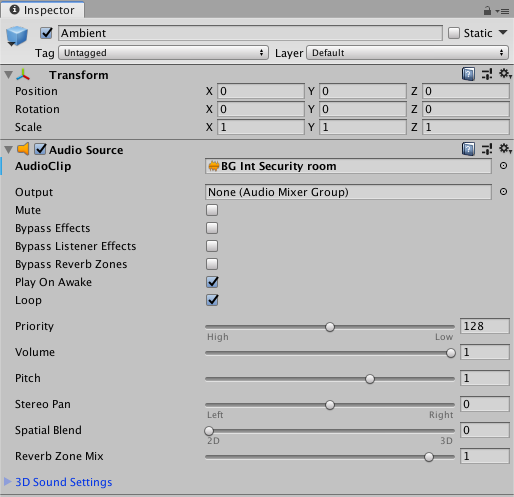 Inspector
Ambient
Static
Tag Untagged Layer Default
Transform
Position X 0 Y 0 Z 0
Rotation X 0 Y 0 Z 0
Scale X 1 Y 1 Z 1
Audio Source
AudioClip BG Int Security room
Output None (Audio Mixer Group)
Mute
Bypass Effects
Bypass Listener Effects
Bypass Reverb Zones
Play On Awake
Loop
Priority 128
High Low
Volume 1
Pitch 1
Stereo Pan 0
Left Right
Spatial Blend 0
2D 3D
Reverb Zone Mix 1
3D Sound Settings